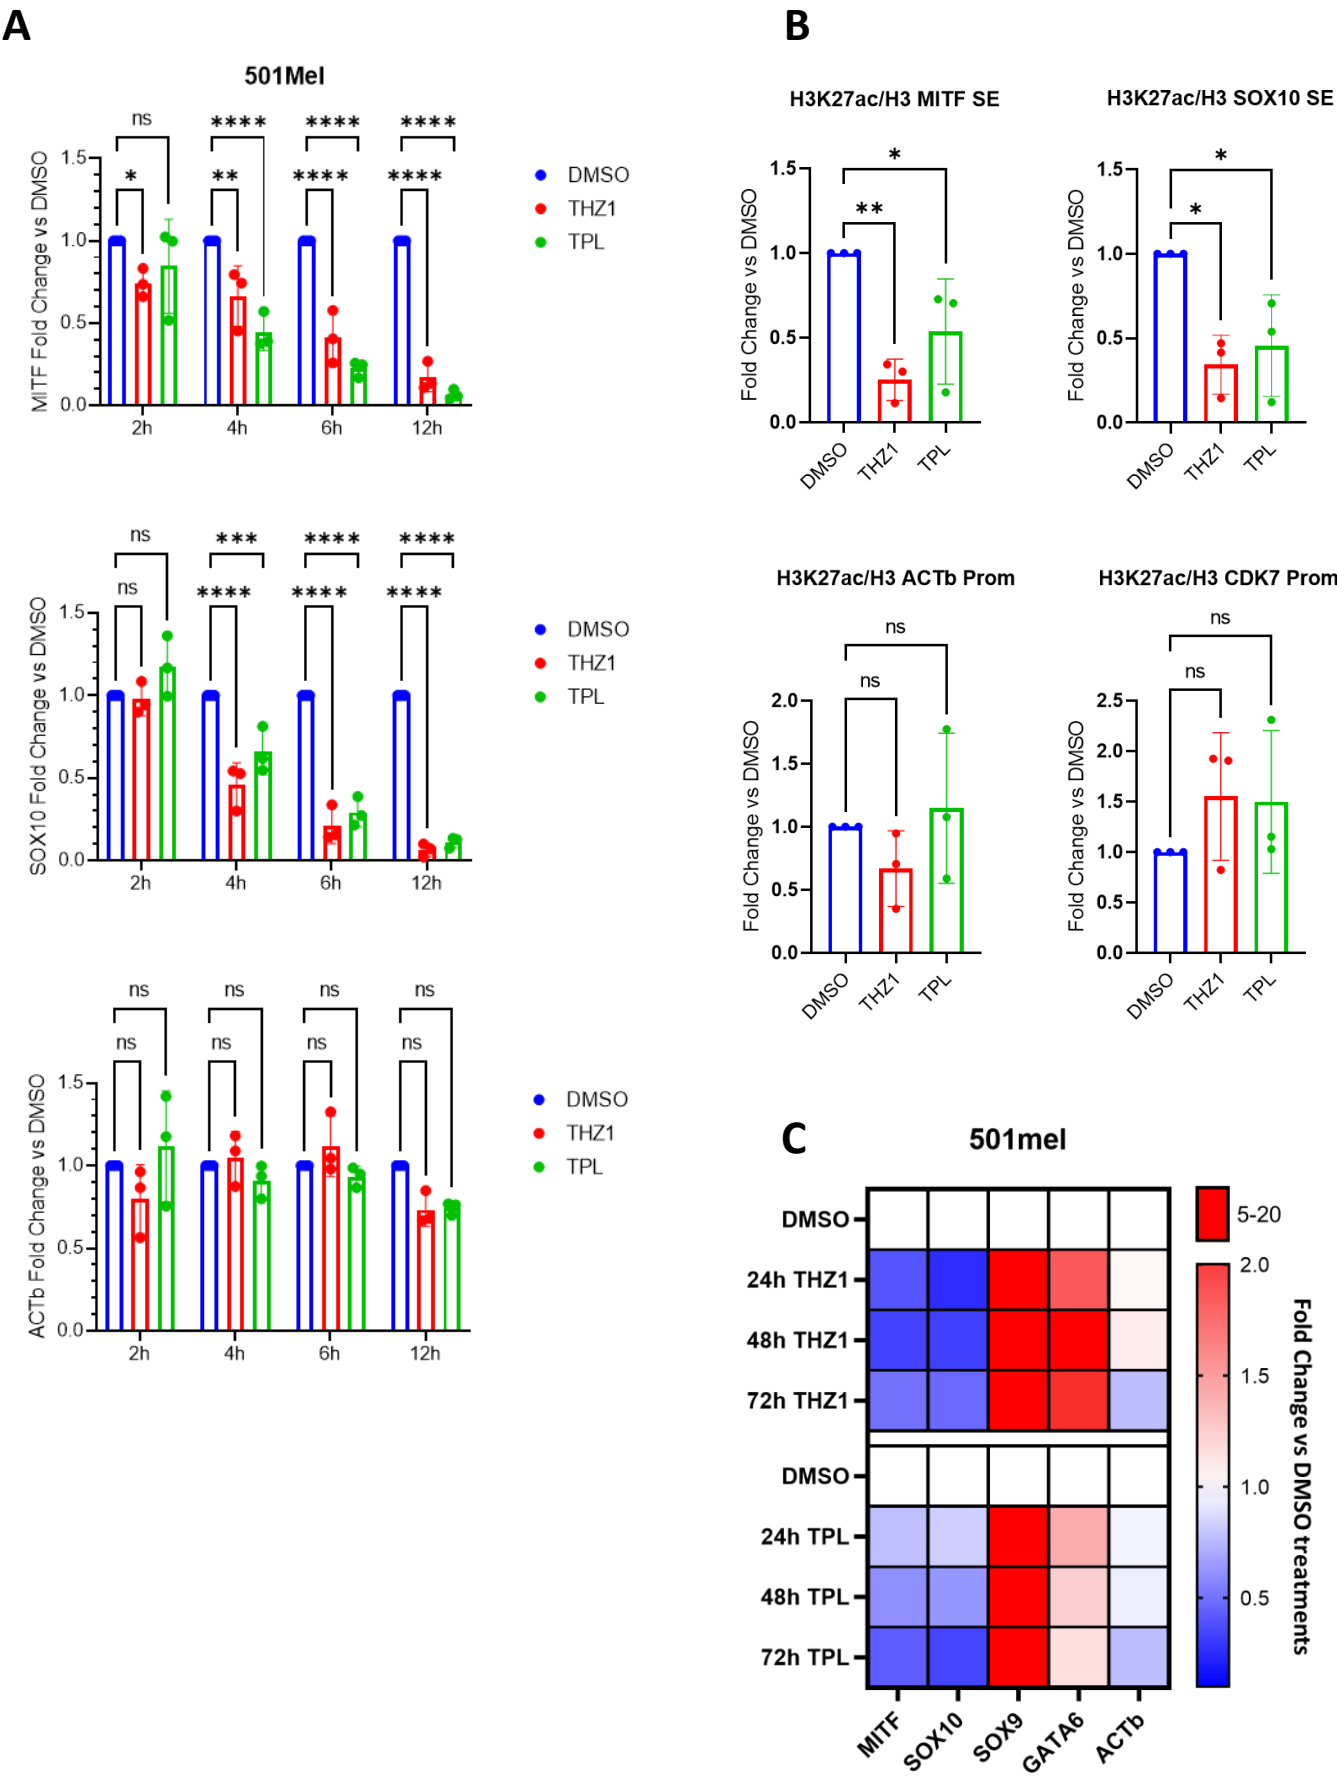 A
501Mel
MITF Fold Change vs DMSO
1.5
1.0
0.5
0.0
ns
*
****
**
****
****
****
****
2h
4h
6h
12h
DMSO
THZ1
TPL
SOX10 Fold Change vs DMSO
1.5
1.0
0.5
0.0
ns
ns
***
****
****
****
****
****
2h
4h
6h
12h
DMSO
THZ1
TPL
ACTb Fold Change vs DMSO
1.5
1.0
0.5
0.0
ns
ns
ns
ns
ns
ns
ns
ns
2h
4h
6h
12h
DMSO
THZ1
TPL
B
H3K27ac/H3 MITF SE
Fold Change vs DMSO
1.5
1.0
0.5
0.0
*
**
DMSO
THZ1
TPL
H3K27ac/H3 SOX10 SE
Fold Change vs DMSO
1.5
1.0
0.5
0.0
*
*
DMSO
THZ1
TPL
H3K27ac/H3 ACTb Prom
Fold Change vs DMSO
2.0
1.5
1.0
0.5
0.0
ns
ns
DMSO
THZ1
TPL
H3K27ac/H3 CDK7 Prom
Fold Change vs DMSO
2.5
2.0
1.5
1.0
0.5
0.0
ns
ns
DMSO
THZ1
TPL
C
501mel
DMSO
24h THZ1
48h THZ1
72h THZ1
DMSO
24h TPL
48h TPL
72h TPL
MITF
SOX10
SOX9
GATA6
ACTb
5-20
2.0
1.5
1.0
0.5
Fold Change vs DMSO treatments